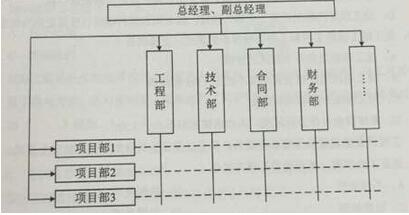 总经理、副总经理
工程部
技术部
合同部
财务部
……
项目部1
项目部2
项目部3